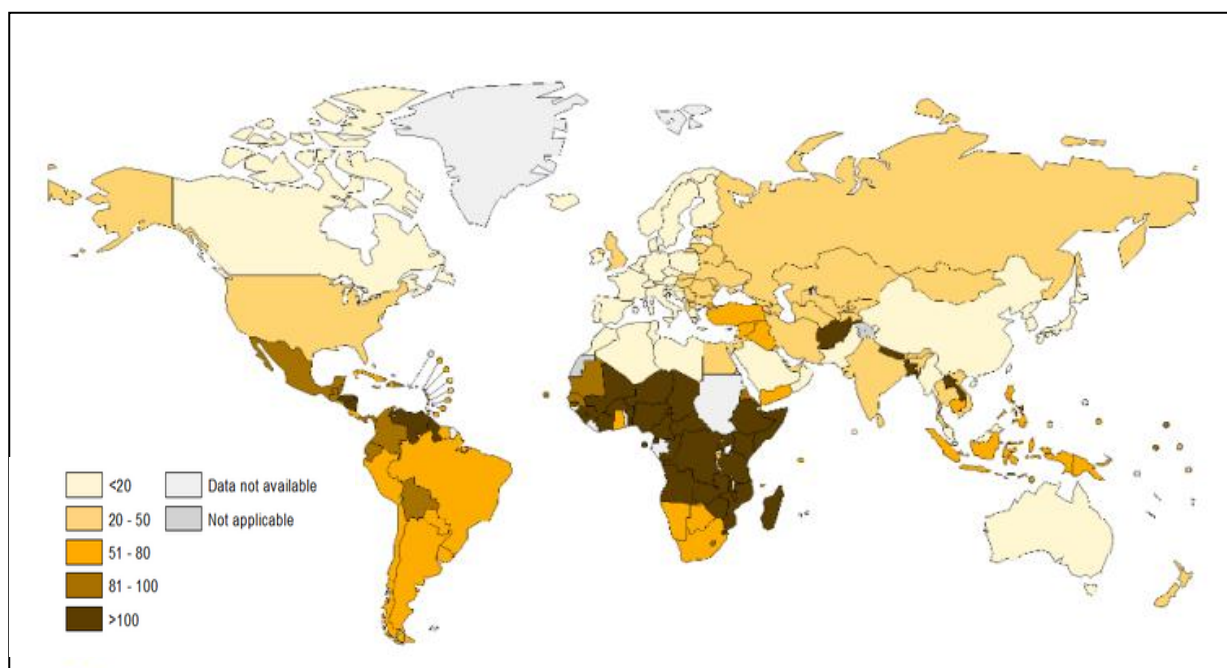 <20
20 - 50
51 - 80
81 - 100
>100
Data not available
Not applicable